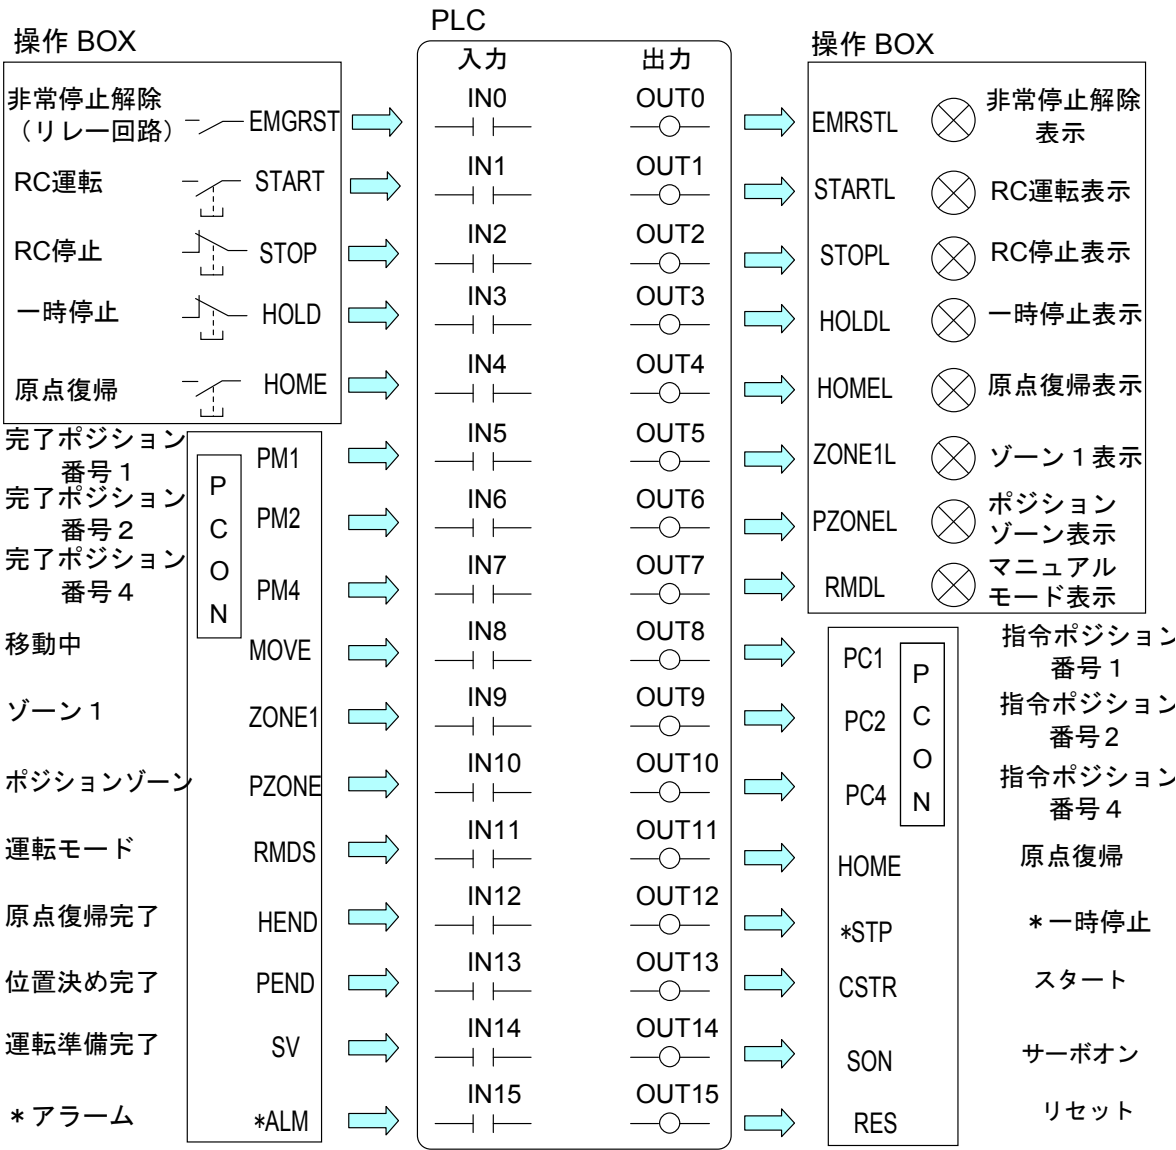 PLC
操作 BOX
入力
出力
操作 BOX
非常停止解除
（リレー回路）
EMGRST
IN0
OUT0
EMRSTL
非常停止解除
表示
RC運転
START
IN1
OUT1
STARTL
RC運転表示
RC停止
STOP
IN2
OUT2
STOPL
RC停止表示
一時停止
HOLD
IN3
OUT3
HOLDL
一時停止表示
原点復帰
HOME
IN4
OUT4
HOMEL
原点復帰表示
完了ポジション
番号１
PM1
IN5
OUT5
ZONE1L
ゾーン１表示
完了ポジション
番号２
PM2
IN6
OUT6
PZONEL
ポジション
ゾーン表示
完了ポジション
番号４
PM4
IN7
OUT7
RMDL
マニュアル
モード表示
P
C
O
N
移動中
MOVE
IN8
OUT8
PC1
指令ポジション
番号１
ゾーン１
ZONE1
IN9
OUT9
PC2
指令ポジション
番号２
ポジションゾーン
PZONE
IN10
OUT10
PC4
指令ポジション
番号４
P
C
O
N
運転モード
RMDS
IN11
OUT11
HOME
原点復帰
原点復帰完了
HEND
IN12
OUT12
*STP
＊一時停止
位置決め完了
PEND
IN13
OUT13
CSTR
スタート
運転準備完了
SV
IN14
OUT14
SON
サーボオン
＊アラーム
*ALM
IN15
OUT15
RES
リセット